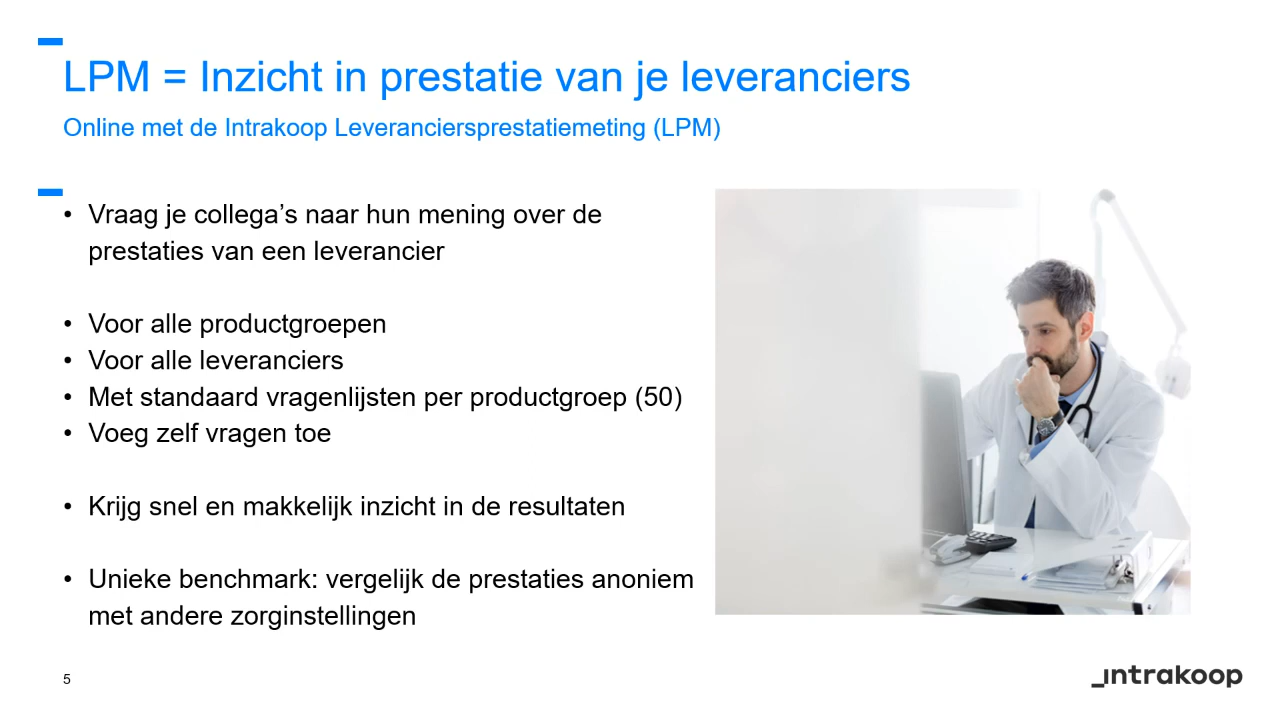 LPM = Inzicht in prestatie van je leveranciers
Online met de Intrakoop Leveranciersprestatiemeting (LPM)
• Vraag je collega’s naar hun mening over de
prestaties van een leverancier
• Voor alle productgroepen
• Voor alle leveranciers
• Met standaard vragenlijsten per productgroep (50)
• Voeg zelf vragen toe
• Krijg snel en makkelijk inzicht in de resultaten
• Unieke benchmark: vergelijk de prestaties anoniem
met andere zorginstellingen
5
_intrakoop